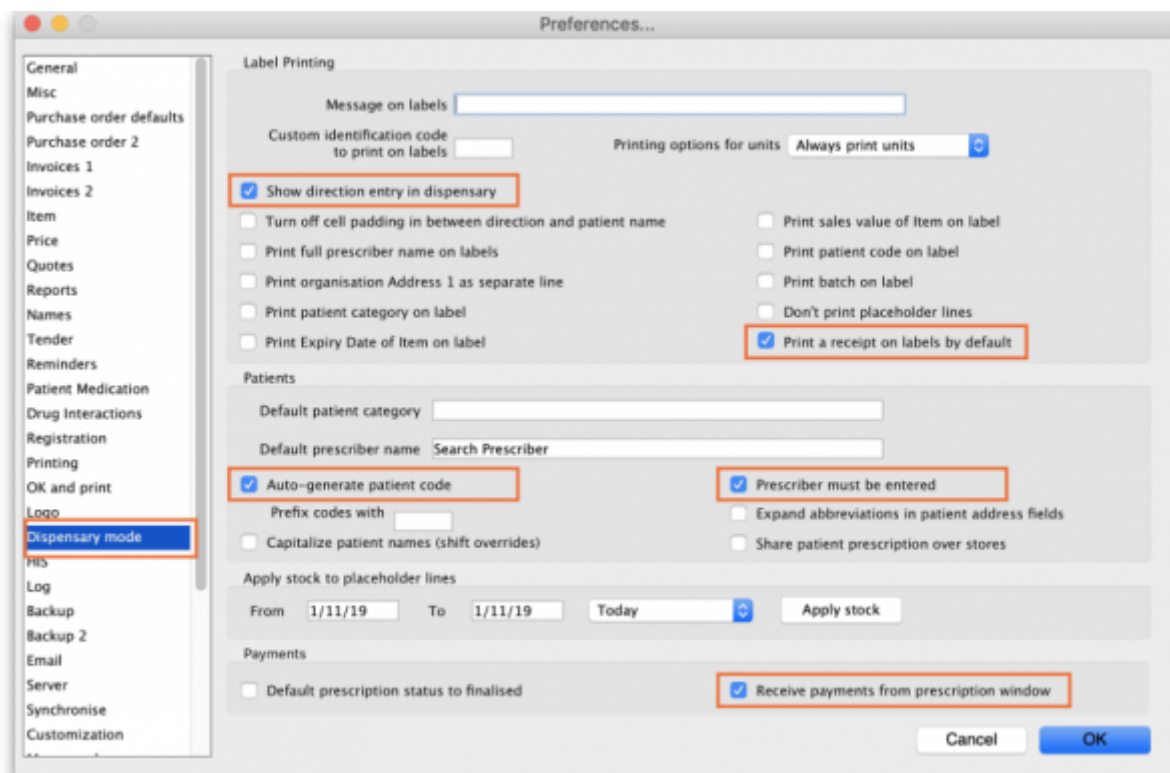 Preferences...
General
Misc
Purchase order defaults
Purchase order 2
Invoices 1
Invoices 2
Item
Price
Quotes
Reports
Names
Tender
Reminders
Patient Medication
Drug Interactions
Registration
Printing
OK and print
Logo
Dispensary mode
HIS
Log
Backup
Backup 2
Email
Server
Synchronise
Customization
Label Printing
Message on labels
Custom identification code
to print on labels
Printing options for units Always print units
Show direction entry in dispensary
Turn off cell padding in between direction and patient name
Print sales value of Item on label
Print full prescriber name on labels
Print patient code on label
Print organisation Address 1 as separate line
Print batch on label
Print patient category on label
Don't print placeholder lines
Print Expiry Date of Item on label
Print a receipt on labels by default
Patients
Default patient category
Default prescriber name Search Prescriber
Auto-generate patient code
Prescriber must be entered
Prefix codes with
Expand abbreviations in patient address fields
Capitalize patient names (shift overrides)
Share patient prescription over stores
Apply stock to placeholder lines
From 1/11/19 To 1/11/19 Today Apply stock
Payments
Default prescription status to finalised
Receive payments from prescription window
Cancel OK